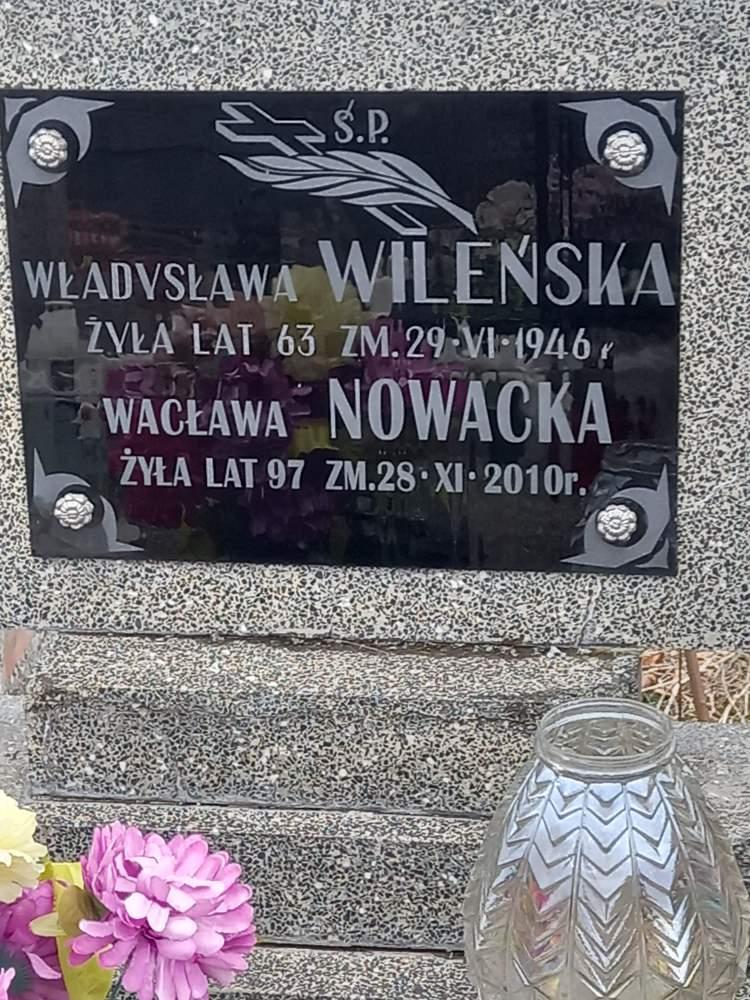 Ś.P.
WŁADYSŁAWA WILEŃSKA
ŻYŁA LAT 63 ZM. 29·VI·1946 r
WACŁAWA NOWACKA
ŻYŁA LAT 97 ZM.28·XI·2010r.